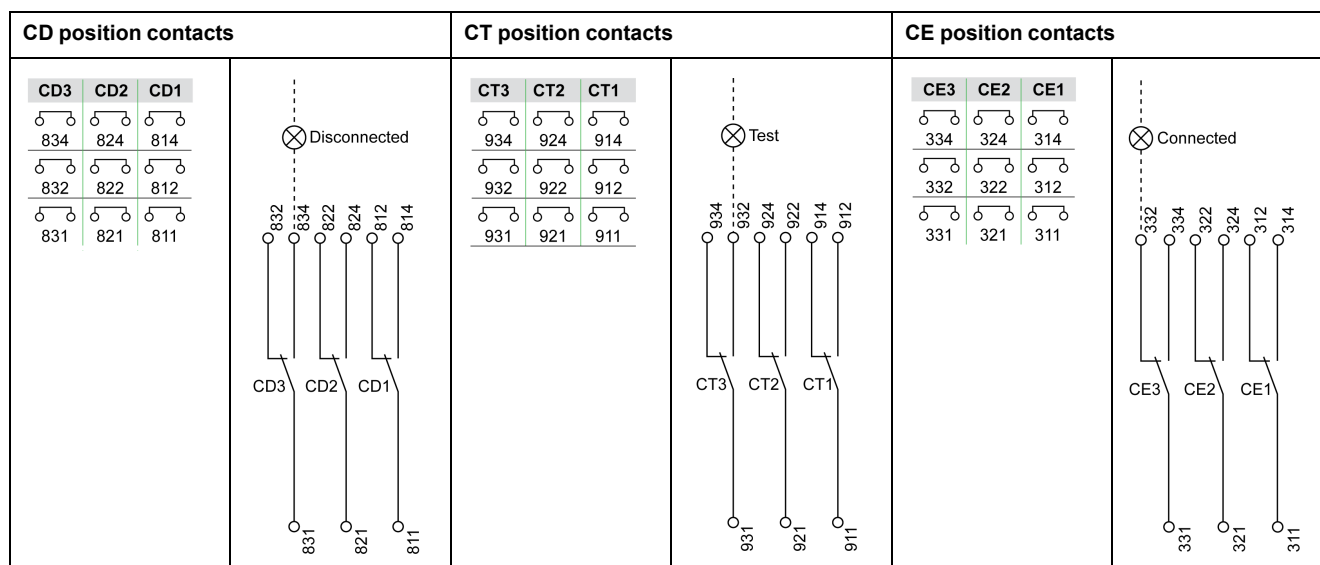 CD position contacts
CD3 CD2 CD1
834 824 814
832 822 812
831 821 811
Disconnected
832 834 822 824 812 814
CD3 CD2 CD1
831 821 811
CT position contacts
CT3 CT2 CT1
934 924 914
932 922 912
931 921 911
Test
934 932 924 922 914 912
CT3 CT2 CT1
931 921 911
CE position contacts
CE3 CE2 CE1
334 324 314
332 322 312
331 321 311
Connected
332 334 322 324 312 314
CE3 CE2 CE1
331 321 311